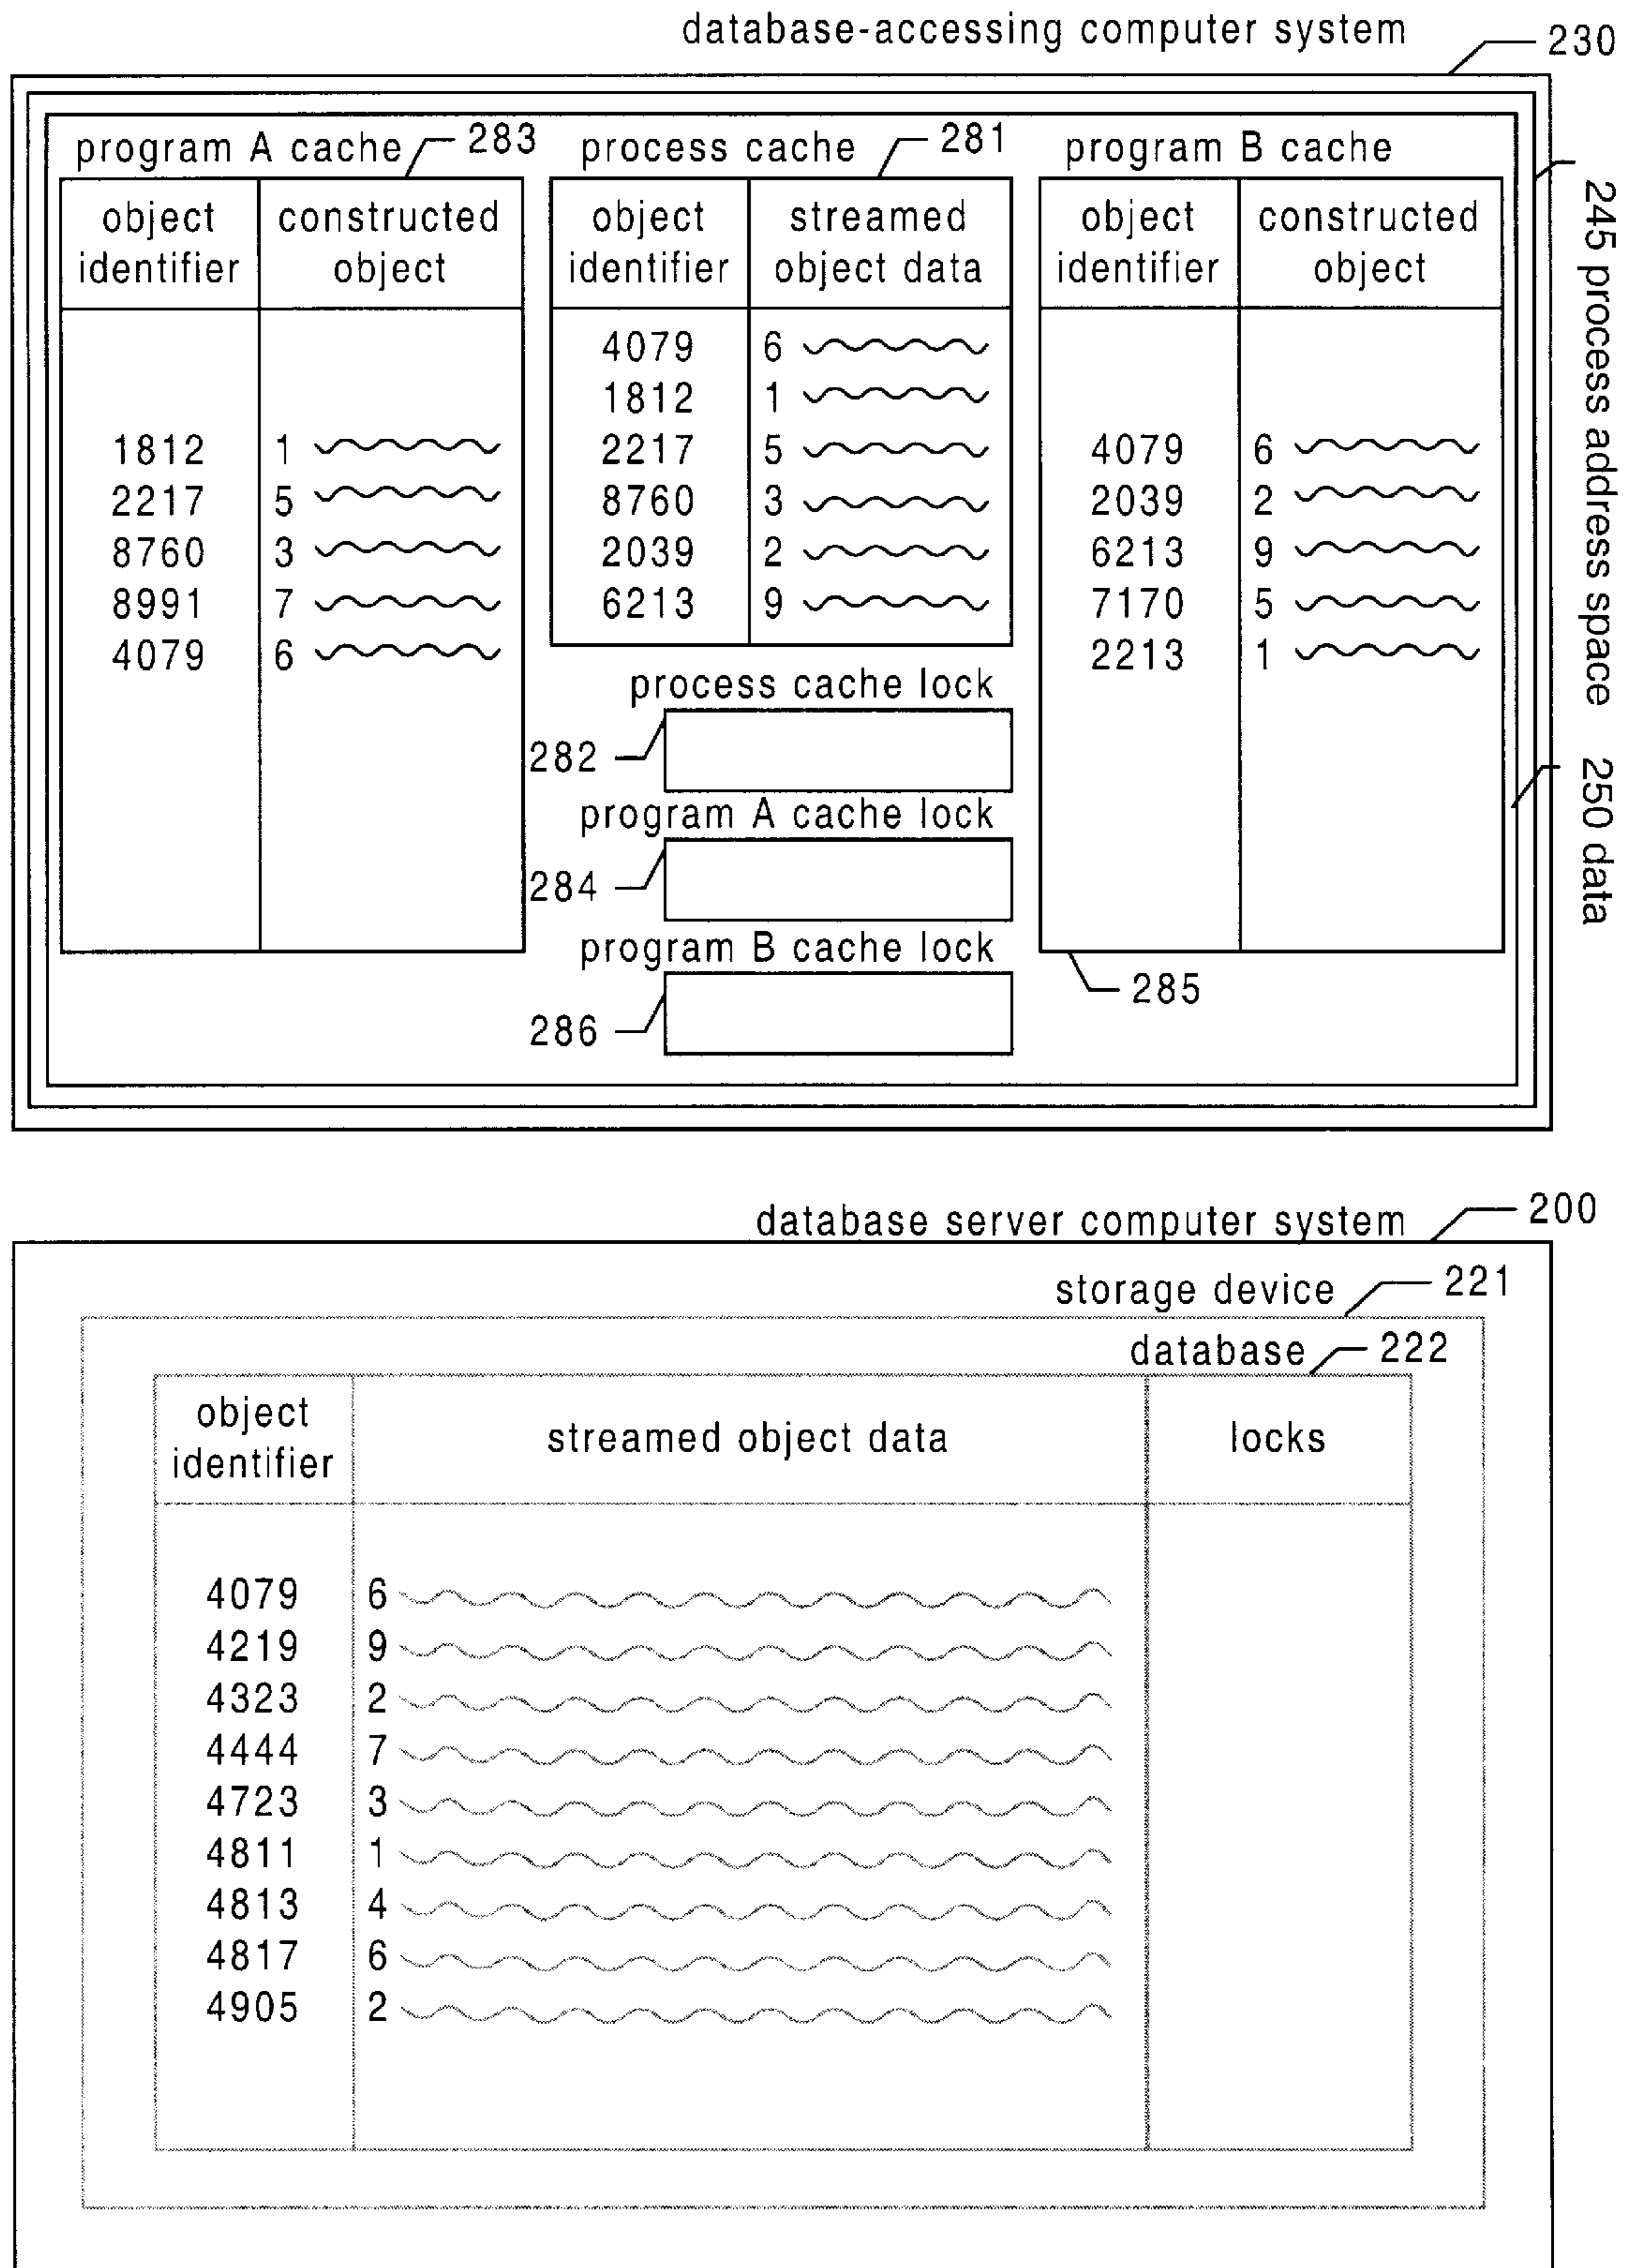 database-accessing computer system 230
program A cache 283
object identifier constructed object
1812 1
2217 5
8760 3
8991 7
4079 6
process cache 281
object identifier streamed object data
4079 6
1812 1
2217 5
8760 3
2039 2
6213 9
program B cache
object identifier constructed object
4079 6
2039 2
6213 9
7170 5
2213 1
285
process cache lock
282
program A cache lock
284
program B cache lock
286
245 process address space
250 data
database server computer system 200
storage device 221
database 222
object identifier streamed object data locks
4079 6
4219 9
4323 2
4444 7
4723 3
4811 1
4813 4
4817 6
4905 2